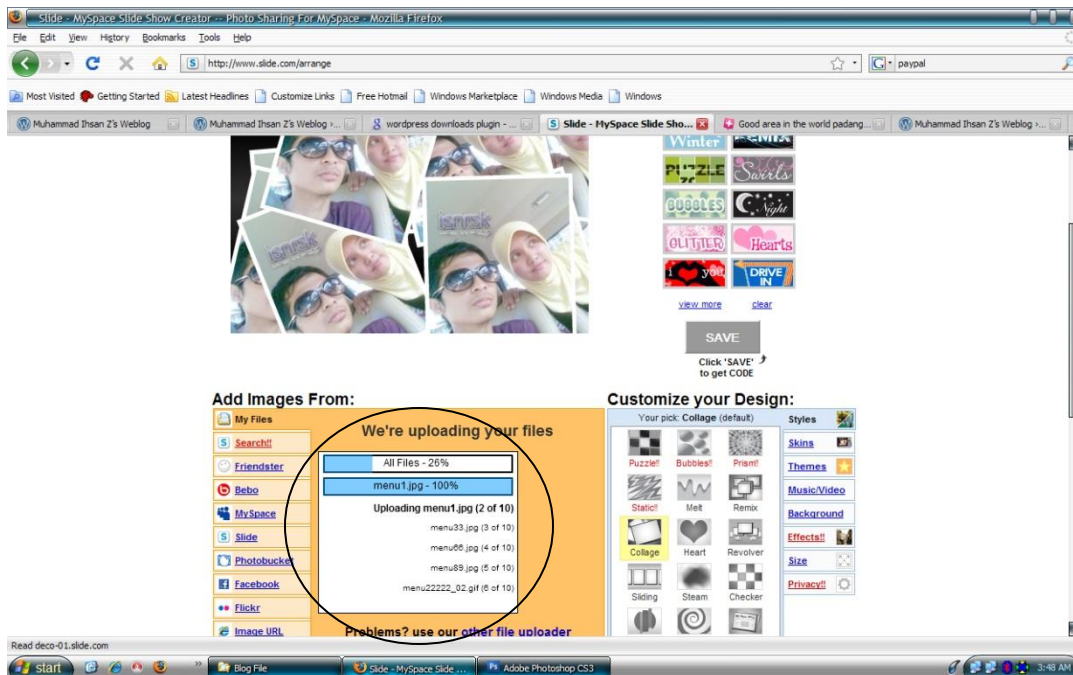 Slide - MySpace Slide Show Creator -- Photo Sharing For MySpace - Mozilla Firefox
File Edit View History Bookmarks Tools Help
S http://www.slide.com/arrange G paypal
Most Visited Getting Started Latest Headlines Customize Links Free Hotmail Windows Marketplace Windows Media Windows
Muhammad Ihsan Z's Weblog Muhammad Ihsan Z's Weblog ›... wordpress downloads plugin - ... Slide - MySpace Slide Sho... Good area in the world padang... Muhammad Ihsan Z's Weblog ›...
Winter REMIX
PUZZLE Swirls
BUBBLES Night
GLITTER Hearts
i you DRIVE IN
view more clear
SAVE
Click 'SAVE'
to get CODE
Add Images From:
My Files
Search!!
Friendster
Bebo
MySpace
Slide
Photobucket
Facebook
Flickr
Image URL
We're uploading your files
All Files - 26%
menu1.jpg - 100%
Uploading menu1.jpg (2 of 10)
menu33.jpg (3 of 10)
menu66.jpg (4 of 10)
menu89.jpg (5 of 10)
menu22222_02.gif (6 of 10)
Problems? use our other file uploader
Customize your Design:
Your pick: Collage (default)
Puzzle!! Bubbles!! Prism!!
Static!! Melt Remix
Collage Heart Revolver
Sliding Steam Checker
Styles
Skins
Themes
Music/Video
Background
Effects!!
Size
Privacy!!
Read deco-01.slide.com
start Blog File Slide - MySpace Slide ... Ps Adobe Photoshop CS3 3:48 AM